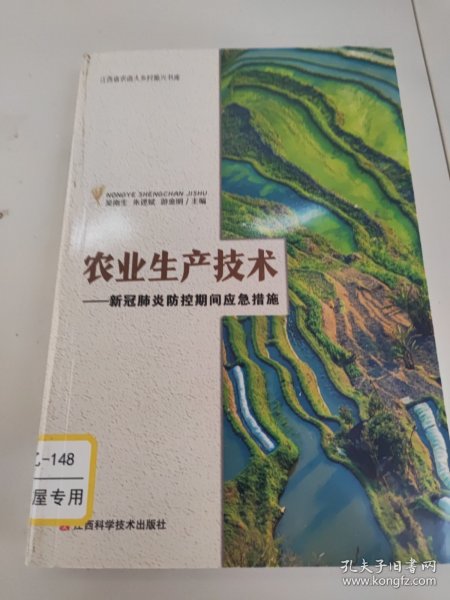 江西省农函大乡村振兴书库
NONGYE SHENGCHAN JISHU
吴南生 朱建斌 游金明 / 主编
农业生产技术
——新冠肺炎防控期间应急措施
-148
屋专用
江西科学技术出版社
孔夫子旧书网
www.kongfz.com